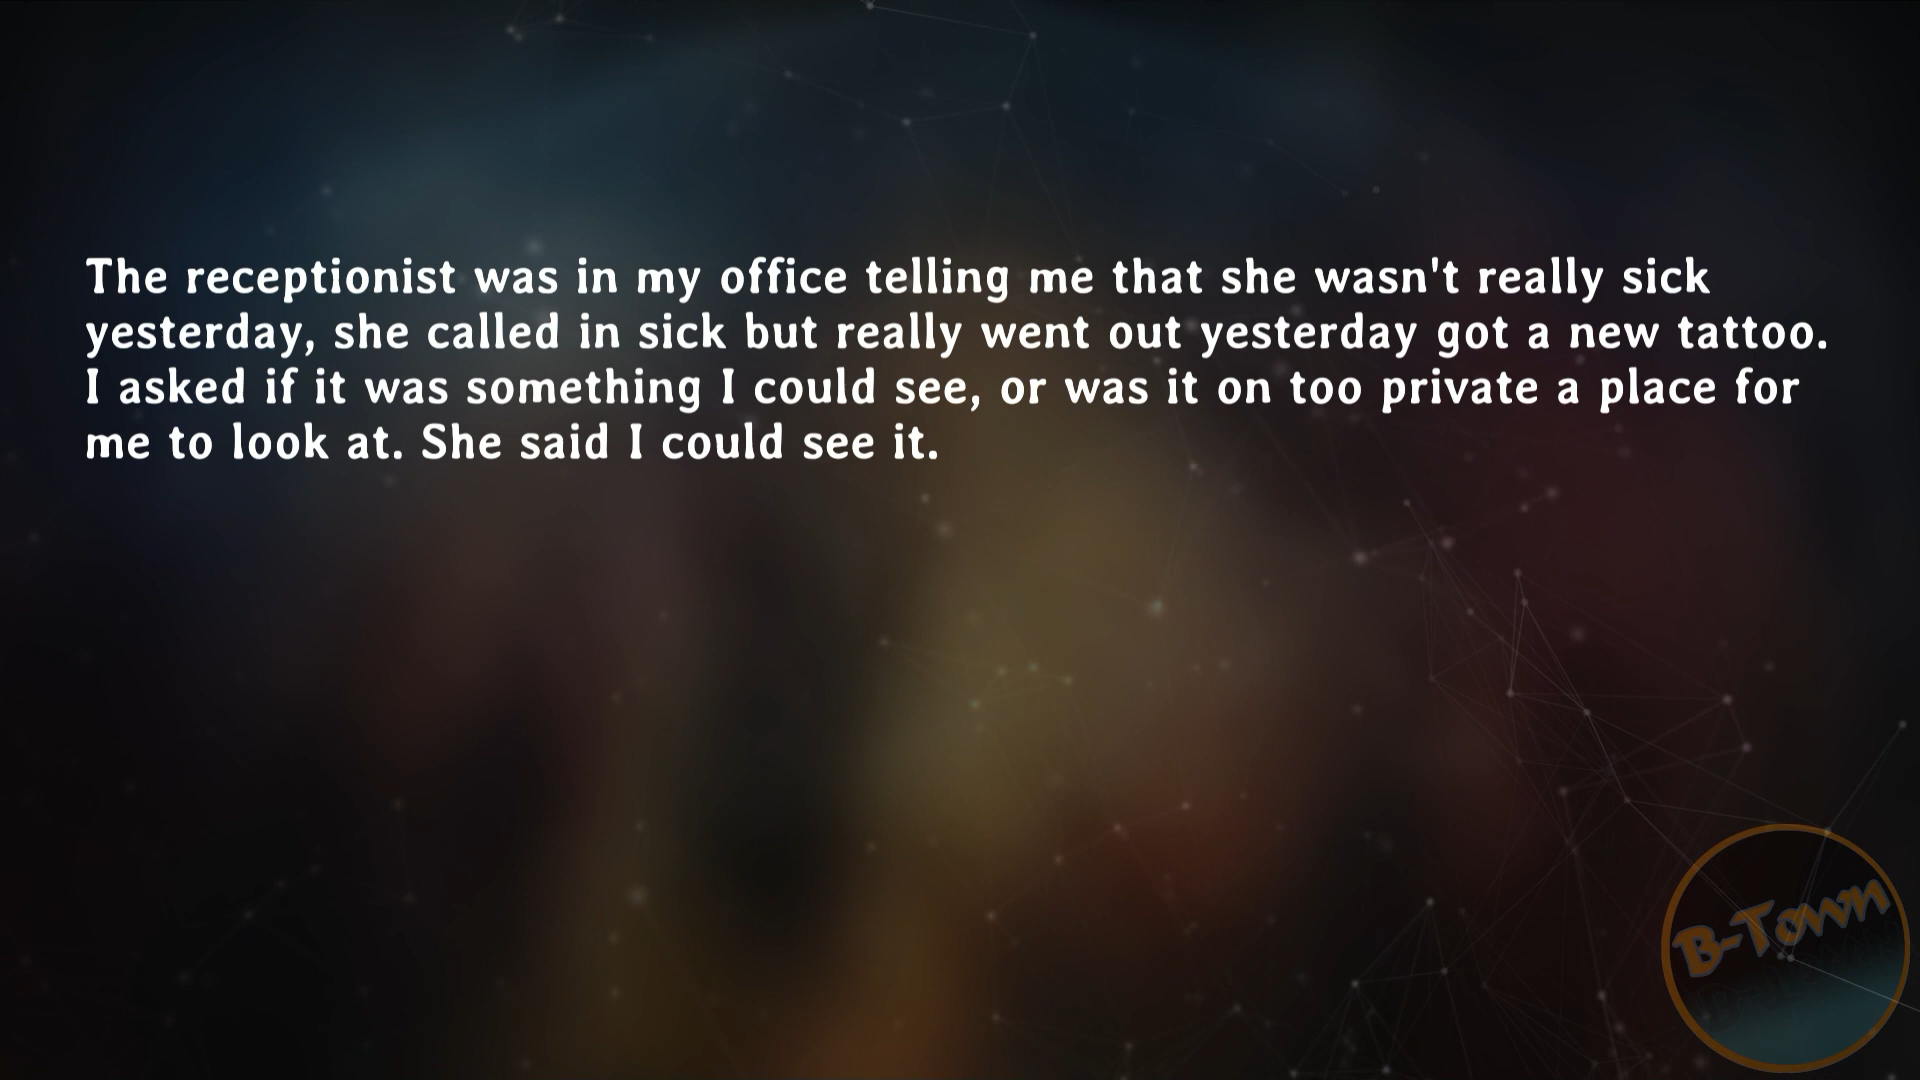 The receptionist was in my office telling me that she wasn't really sick
yesterday, she called in sick but really went out yesterday got a new tattoo.
I asked if it was something I could see, or was it on too private a place for
me to look at. She said I could see it.
B-Town